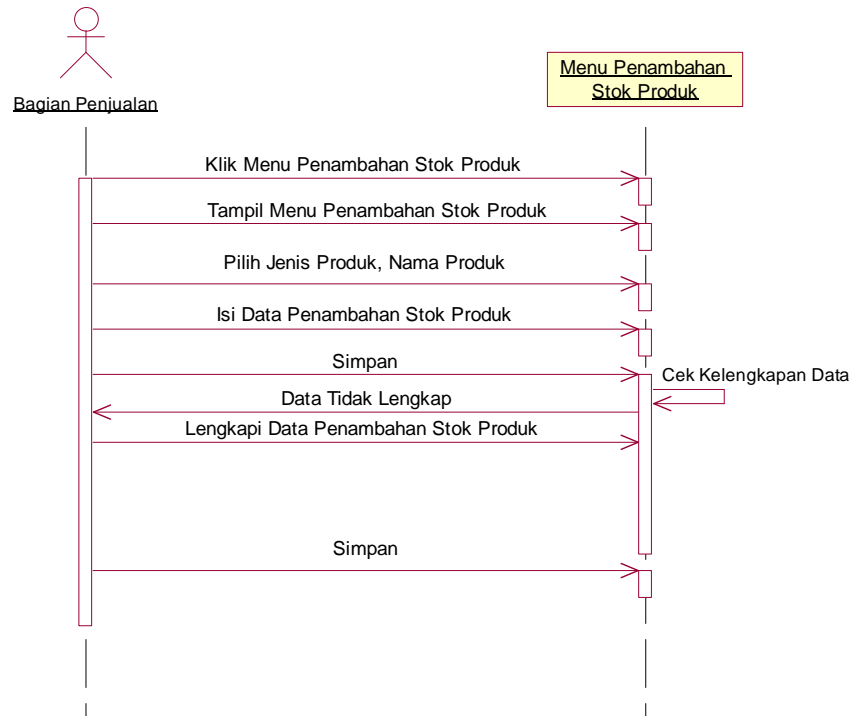 Bagian Penjualan
Menu Penambahan
Stok Produk
Klik Menu Penambahan Stok Produk
Tampil Menu Penambahan Stok Produk
Pilih Jenis Produk, Nama Produk
Isi Data Penambahan Stok Produk
Simpan
Cek Kelengkapan Data
Data Tidak Lengkap
Lengkapi Data Penambahan Stok Produk
Simpan